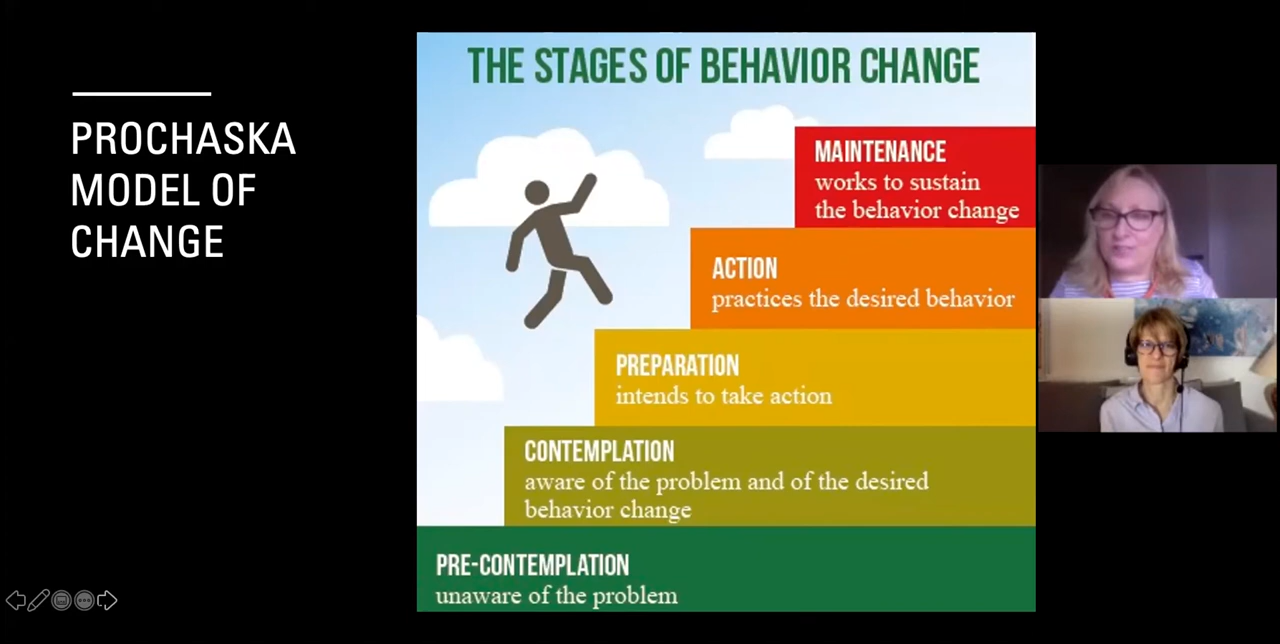 PROCHASKA
MODEL OF
CHANGE
THE STAGES OF BEHAVIOR CHANGE
MAINTENANCE
works to sustain
the behavior change
ACTION
practices the desired behavior
PREPARATION
intends to take action
CONTEMPLATION
aware of the problem and of the desired
behavior change
PRE-CONTEMPLATION
unaware of the problem